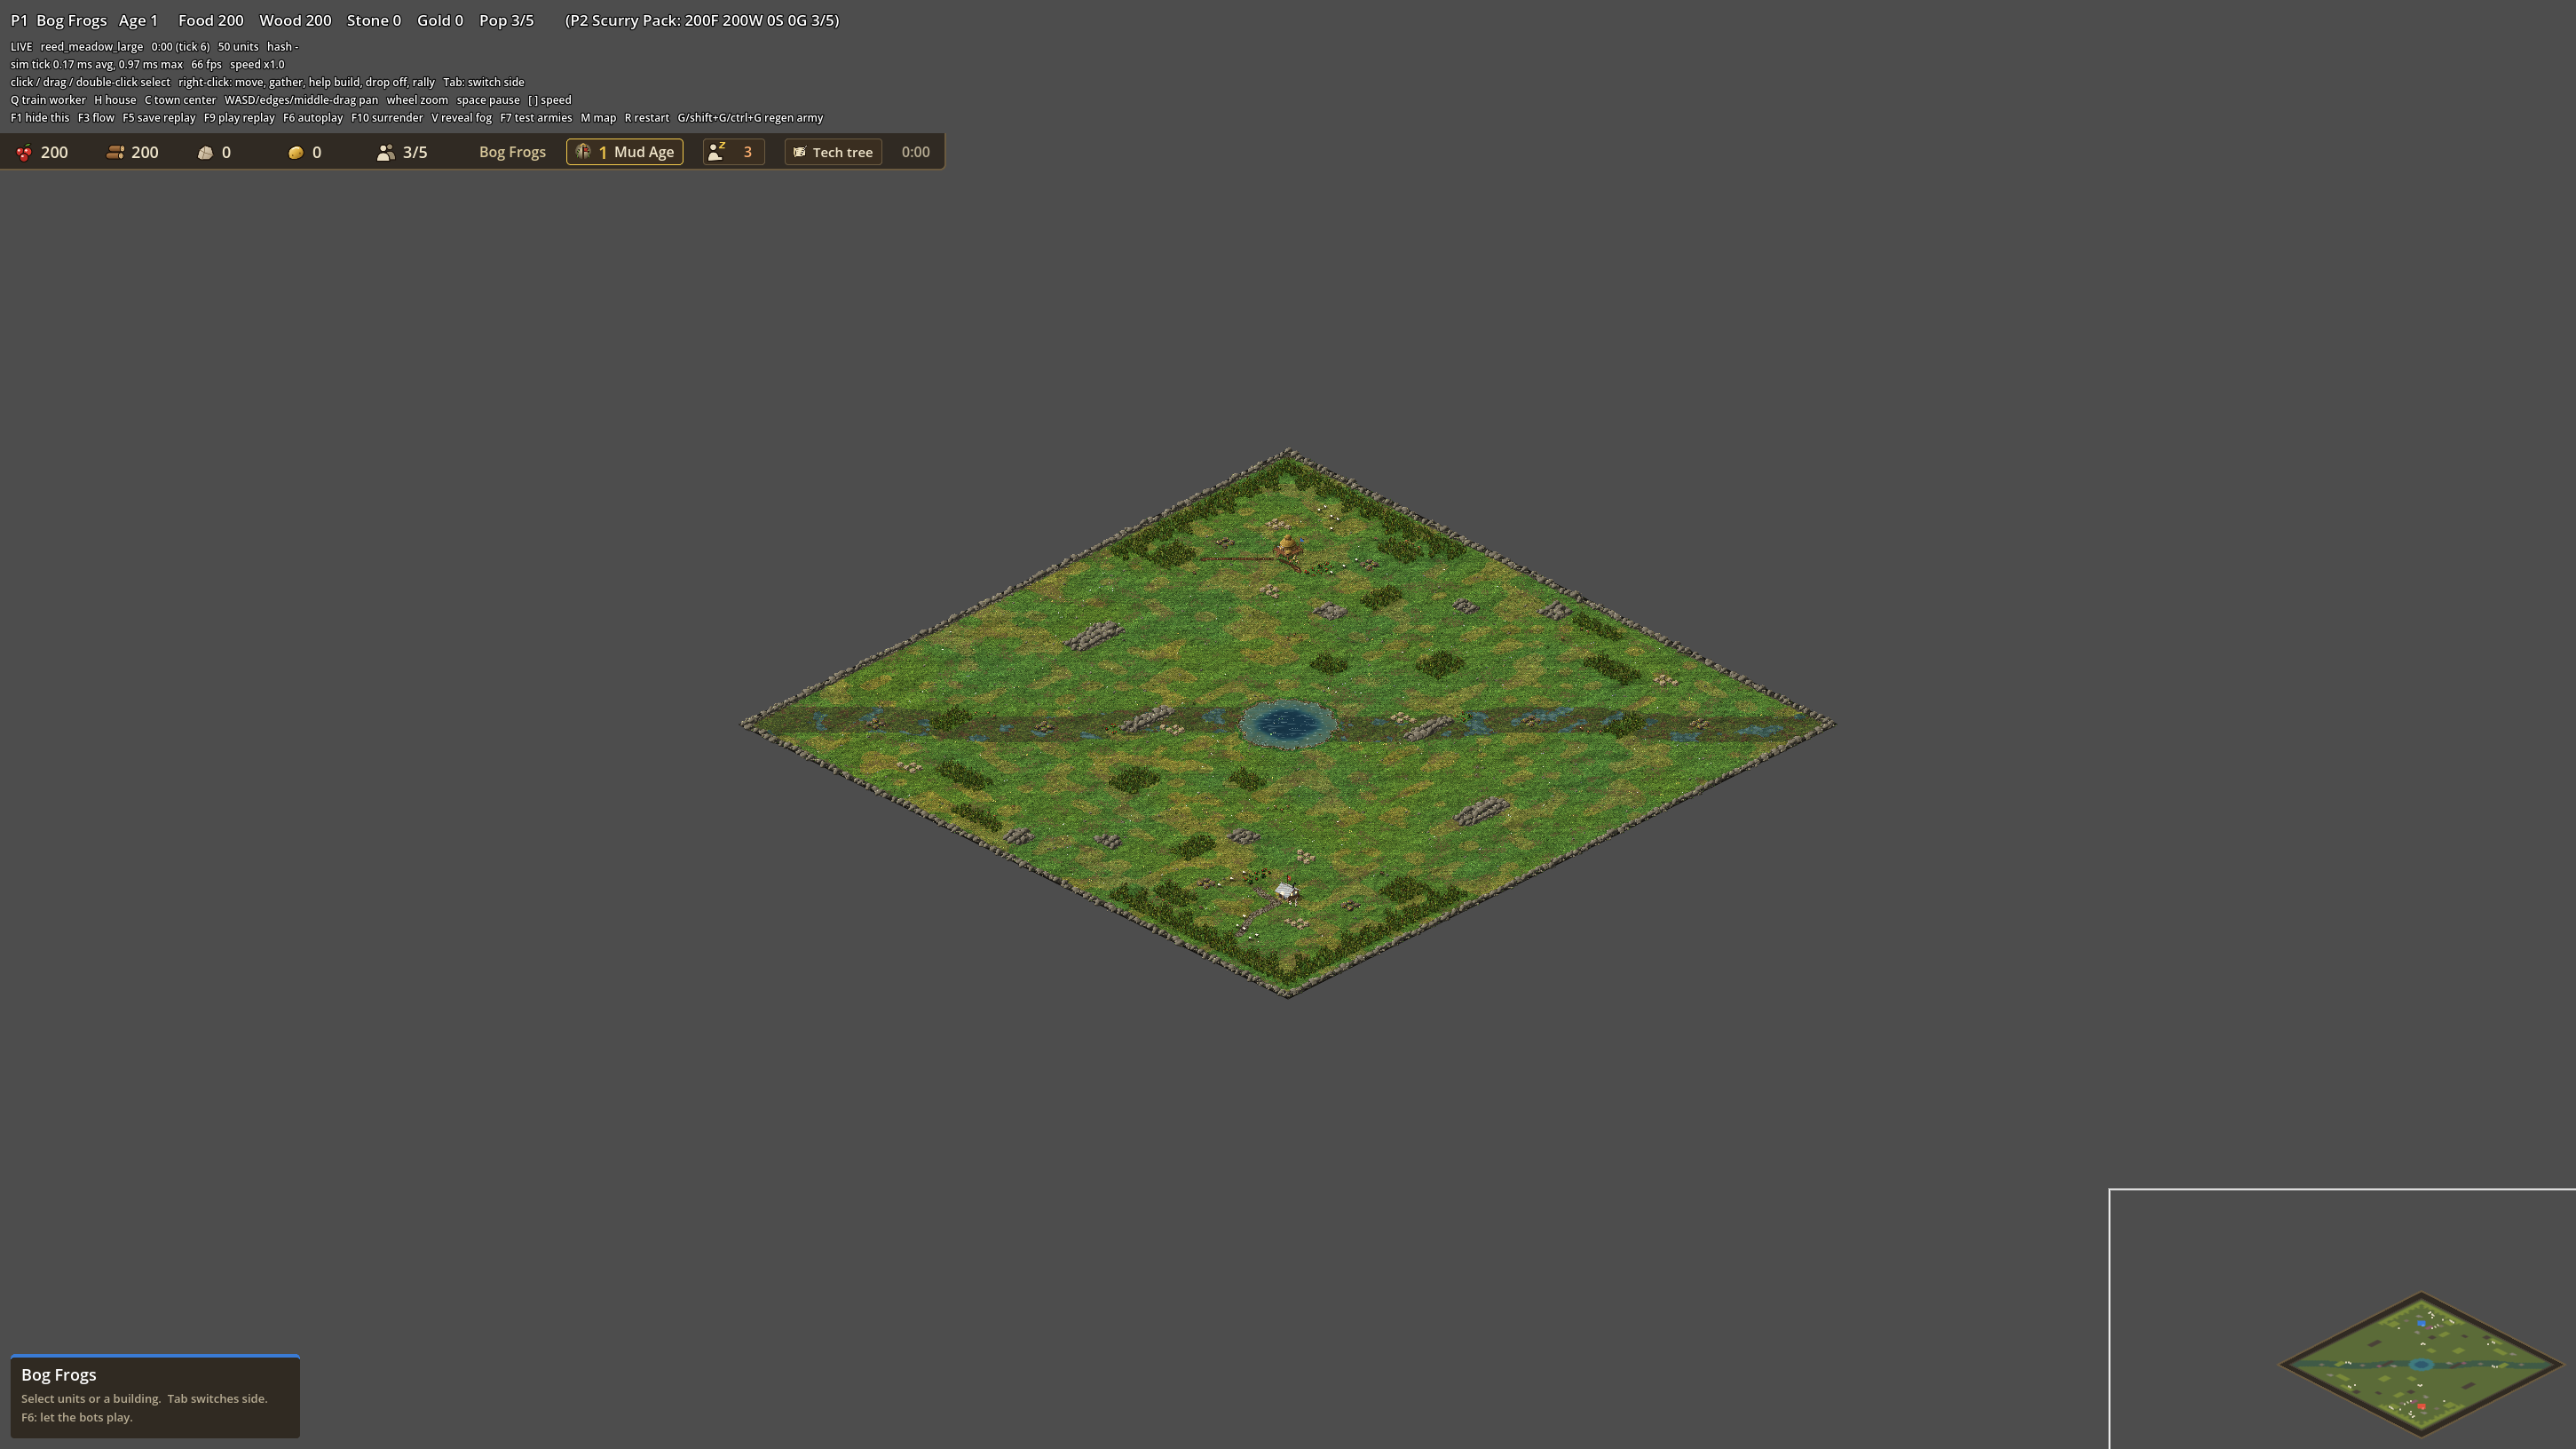 P1 Bog Frogs Age 1 Food 200 Wood 200 Stone 0 Gold 0 Pop 3/5 (P2 Scurry Pack: 200F 200W 0S 0G 3/5)
LIVE reed_meadow_large 0:00 (tick 6) 50 units hash -
sim tick 0.17 ms avg, 0.97 ms max 66 fps speed x1.0
click / drag / double-click select right-click: move, gather, help build, drop off, rally Tab: switch side
Q train worker H house C town center WASD/edges/middle-drag pan wheel zoom space pause [ ] speed
F1 hide this F3 flow F5 save replay F9 play replay F6 autoplay F10 surrender V reveal fog F7 test armies M map R restart G/shift+G/ctrl+G regen army
200 200 0 0 3/5 Bog Frogs 1 Mud Age z 3 Tech tree 0:00
Bog Frogs
Select units or a building. Tab switches side.
F6: let the bots play.